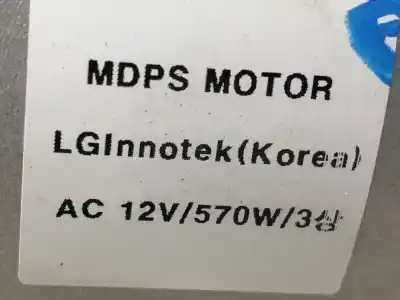 MDPS MOTOR
LGInnotek(Korea)
AC 12V/570W/3상